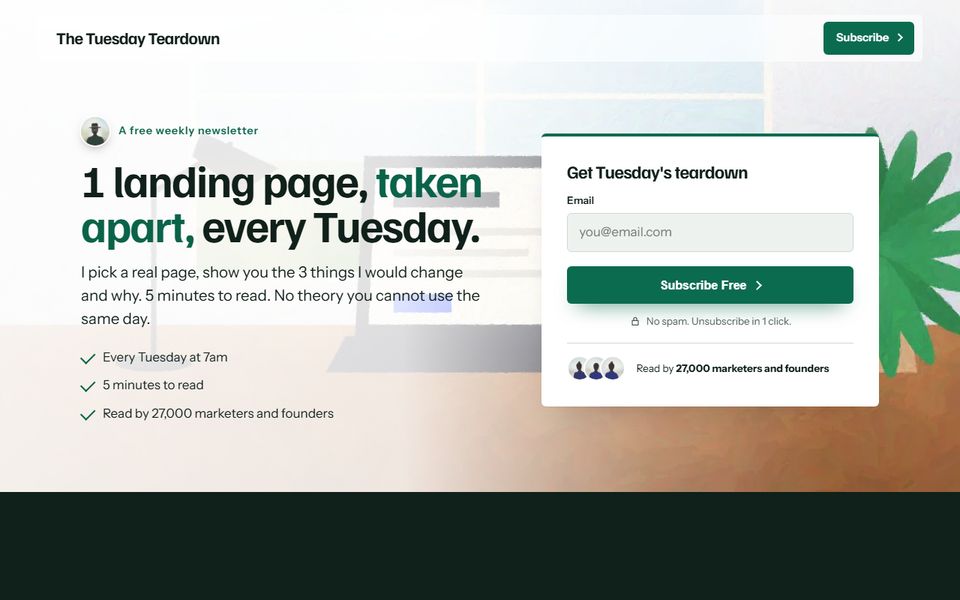 The Tuesday Teardown
Subscribe
A free weekly newsletter
1 landing page, taken
apart, every Tuesday.
I pick a real page, show you the 3 things I would change
and why. 5 minutes to read. No theory you cannot use the
same day.
Every Tuesday at 7am
5 minutes to read
Read by 27,000 marketers and founders
Get Tuesday's teardown
Email
you@email.com
Subscribe Free
No spam. Unsubscribe in 1 click.
Read by 27,000 marketers and founders